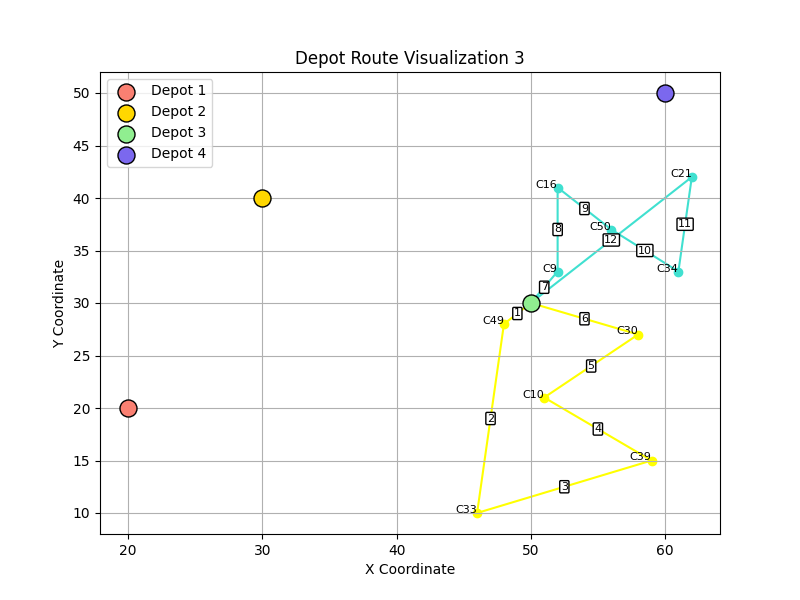 Depot Route Visualization 3
Depot 1
Depot 2
Depot 3
Depot 4
Y Coordinate
50
45
40
35
30
25
20
15
10
C21
C16
9
C50
8
11
12
10
C9
C34
7
1
C49
6
C30
5
C10
2
4
C39
3
C33
20
30
40
50
60
X Coordinate